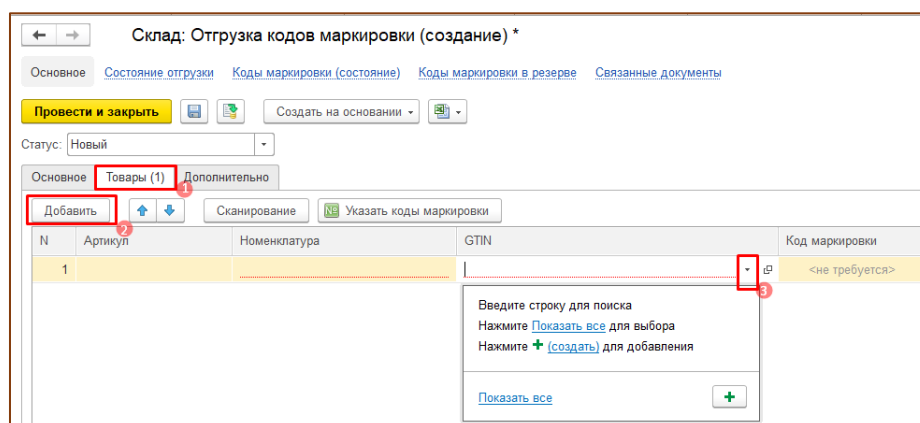 Склад: Отгрузка кодов маркировки (создание) *
Основное Состояние отгрузки Коды маркировки (состояние) Коды маркировки в резерве Связанные документы
Провести и закрыть Создать на основании
Статус: Новый
Основное Товары (1) Дополнительно
1
Добавить Сканирование Указать коды маркировки
2
N Артикул Номенклатура GTIN Код маркировки
1 <не требуется>
3
Введите строку для поиска
Нажмите Показать все для выбора
Нажмите + (создать) для добавления
Показать все +